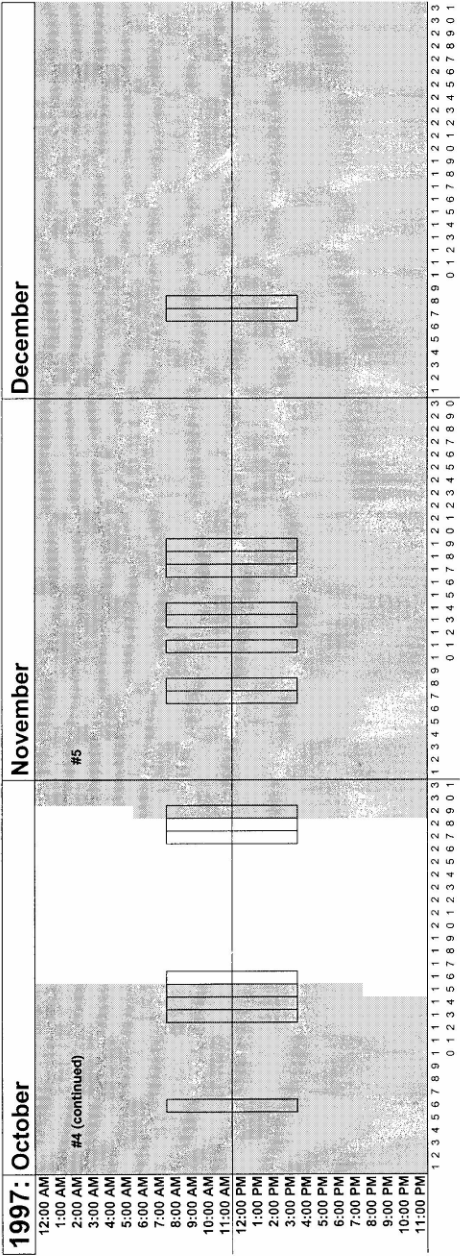 1997: October November December
12:00 AM
1:00 AM
2:00 AM #4 (continued) #5
3:00 AM
4:00 AM
5:00 AM
6:00 AM
7:00 AM
8:00 AM
9:00 AM
10:00 AM
11:00 AM
12:00 PM
1:00 PM
2:00 PM
3:00 PM
4:00 PM
5:00 PM
6:00 PM
7:00 PM
8:00 PM
9:00 PM
10:00 PM
11:00 PM
1 2 3 4 5 6 7 8 9 1 1 1 1 1 1 1 1 1 1 2 2 2 2 2 2 2 2 2 2 3 3 1 2 3 4 5 6 7 8 9 1 1 1 1 1 1 1 1 1 1 2 2 2 2 2 2 2 2 2 2 3 1 2 3 4 5 6 7 8 9 1 1 1 1 1 1 1 1 1 1 2 2 2 2 2 2 2 2 2 2 3 3
0 1 2 3 4 5 6 7 8 9 0 1 2 3 4 5 6 7 8 9 0 1 0 1 2 3 4 5 6 7 8 9 0 1 2 3 4 5 6 7 8 9 0 0 1 2 3 4 5 6 7 8 9 0 1 2 3 4 5 6 7 8 9 0 1